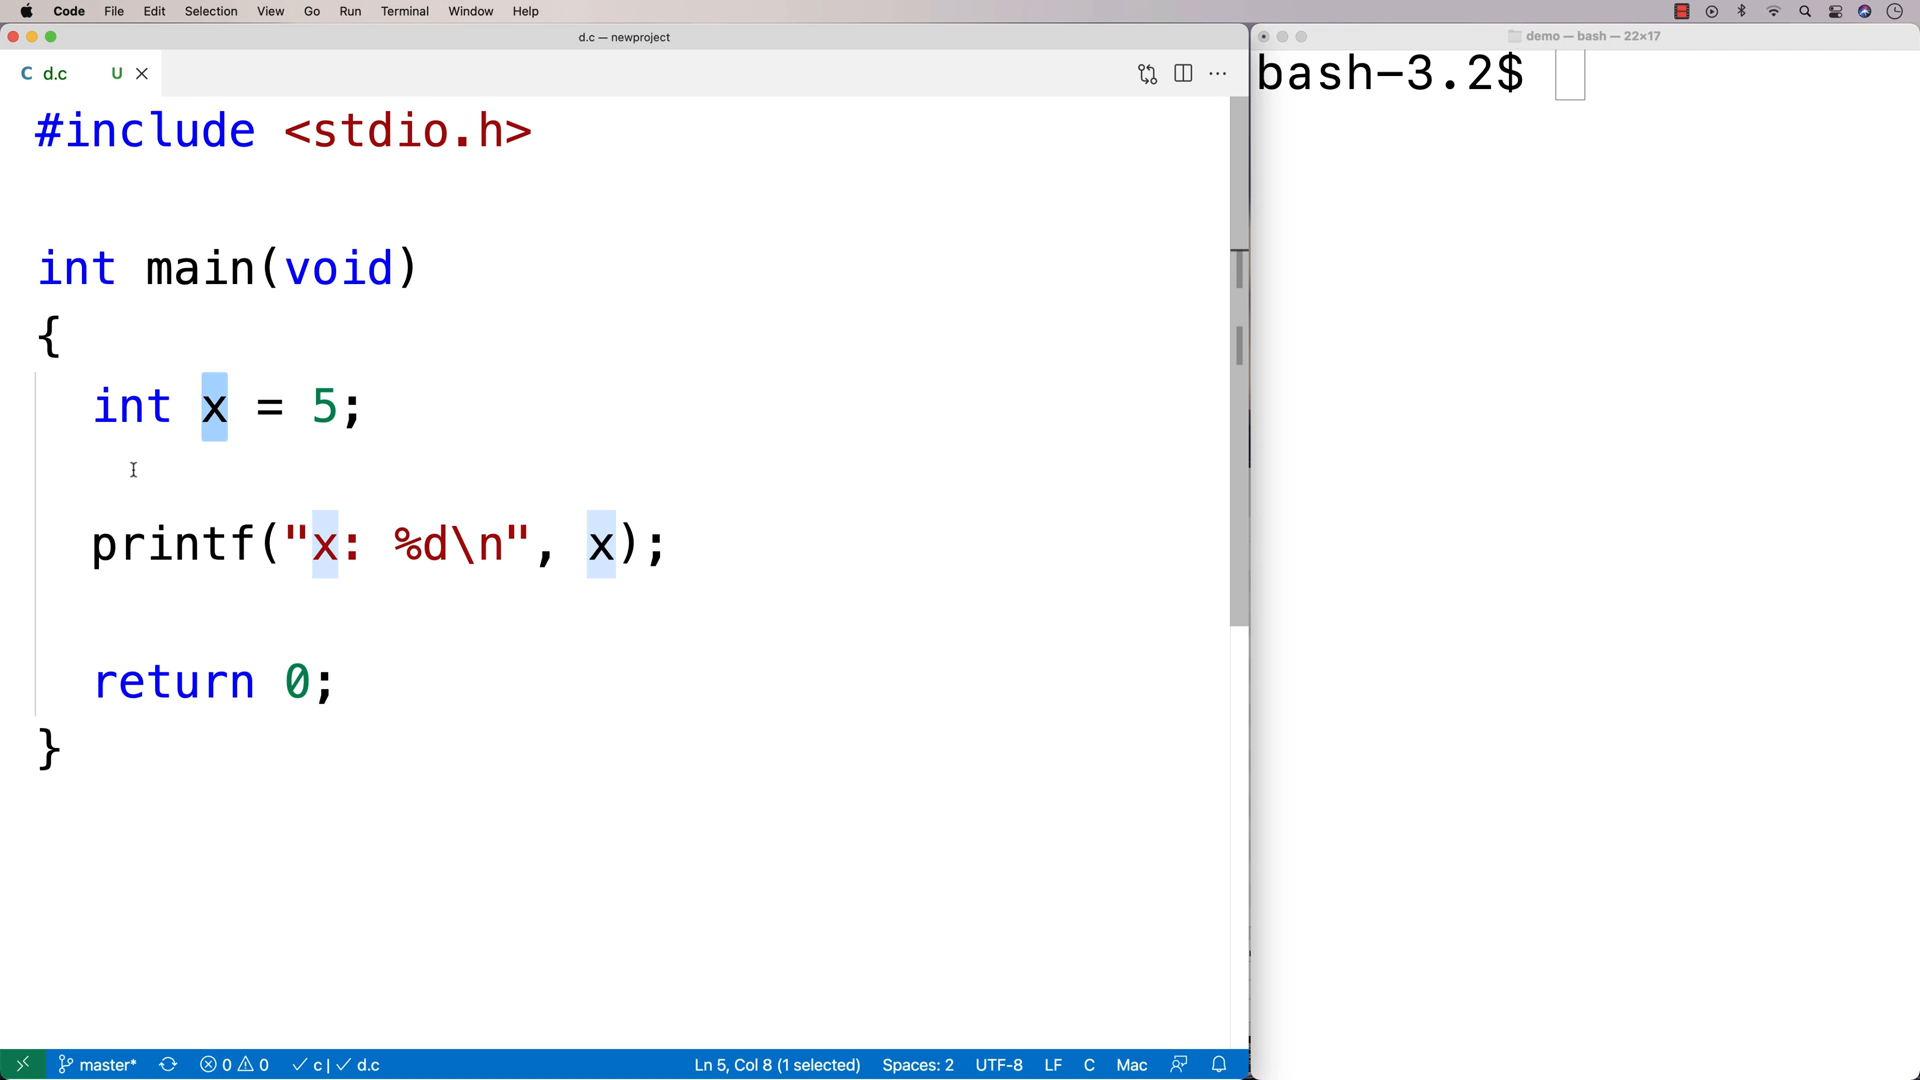 Code File Edit Selection View Go Run Terminal Window Help
d.c — newproject
C d.c U
demo — bash — 22×17
bash-3.2$
#include <stdio.h>
int main(void)
{
int x = 5;
printf("x: %d\n", x);
return 0;
}
master* 0 0 c | d.c Ln 5, Col 8 (1 selected) Spaces: 2 UTF-8 LF C Mac